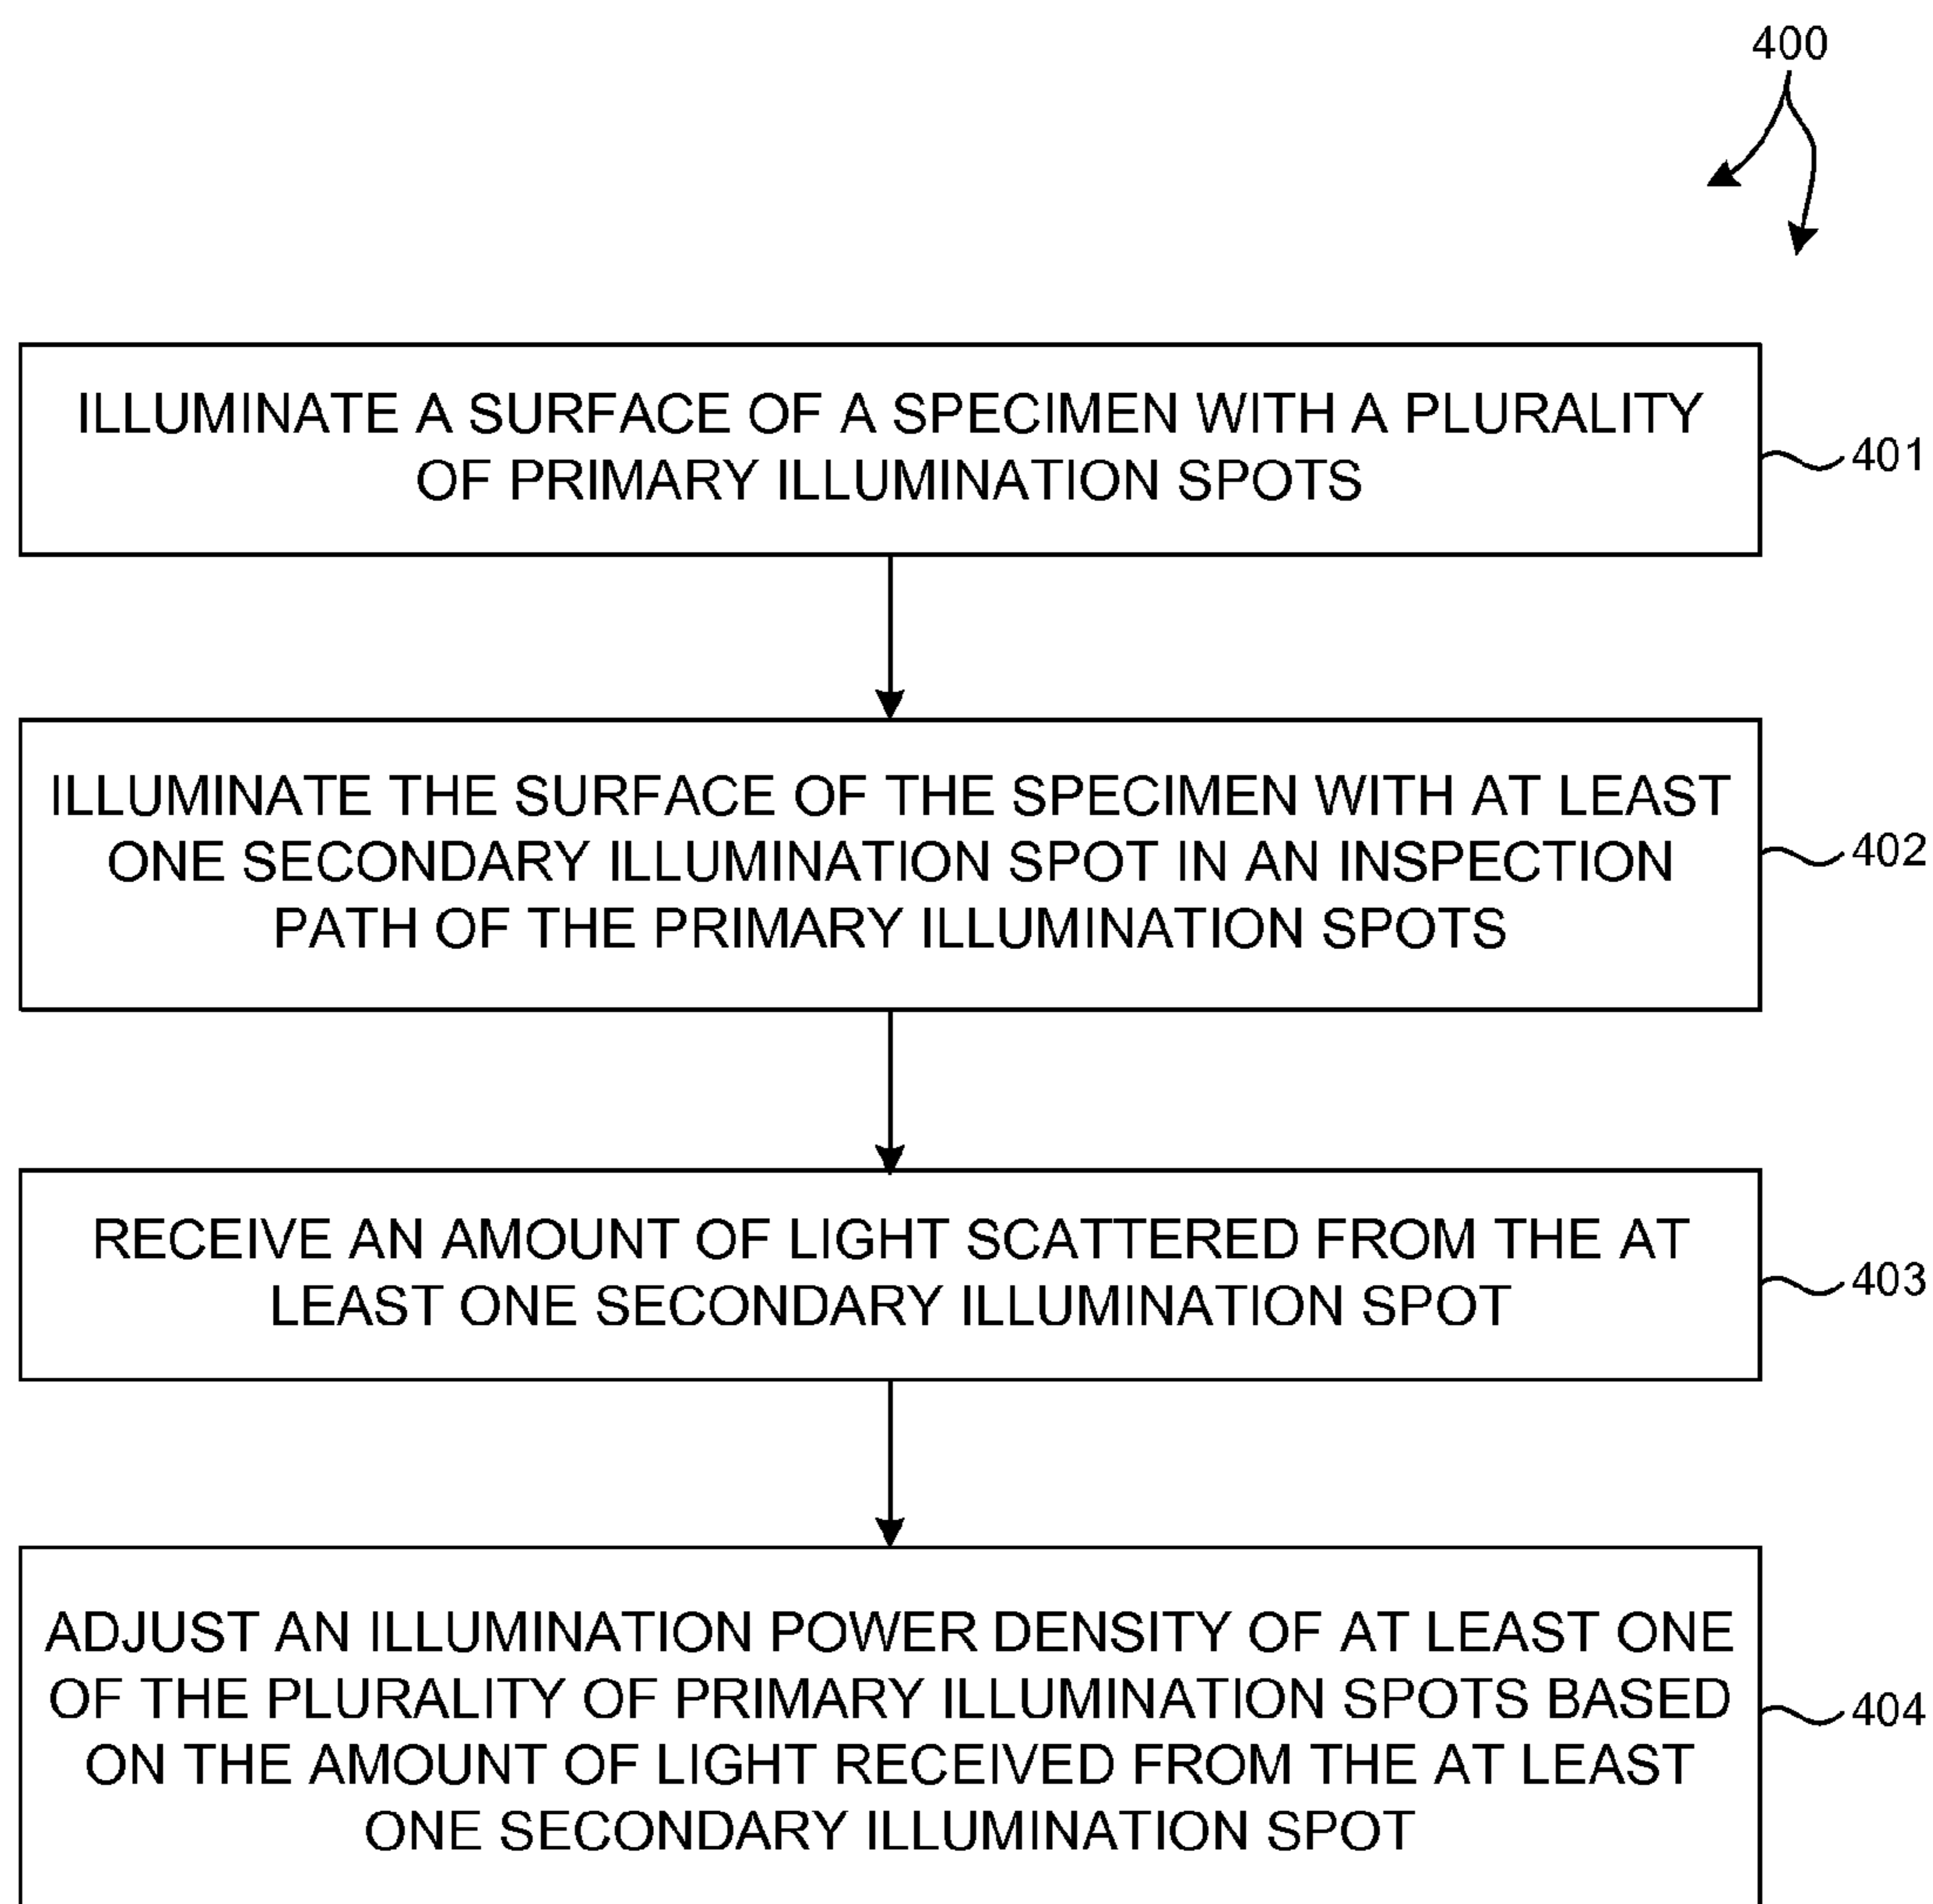 400
ILLUMINATE A SURFACE OF A SPECIMEN WITH A PLURALITY
OF PRIMARY ILLUMINATION SPOTS
401
ILLUMINATE THE SURFACE OF THE SPECIMEN WITH AT LEAST
ONE SECONDARY ILLUMINATION SPOT IN AN INSPECTION
PATH OF THE PRIMARY ILLUMINATION SPOTS
402
RECEIVE AN AMOUNT OF LIGHT SCATTERED FROM THE AT
LEAST ONE SECONDARY ILLUMINATION SPOT
403
ADJUST AN ILLUMINATION POWER DENSITY OF AT LEAST ONE
OF THE PLURALITY OF PRIMARY ILLUMINATION SPOTS BASED
ON THE AMOUNT OF LIGHT RECEIVED FROM THE AT LEAST
ONE SECONDARY ILLUMINATION SPOT
404